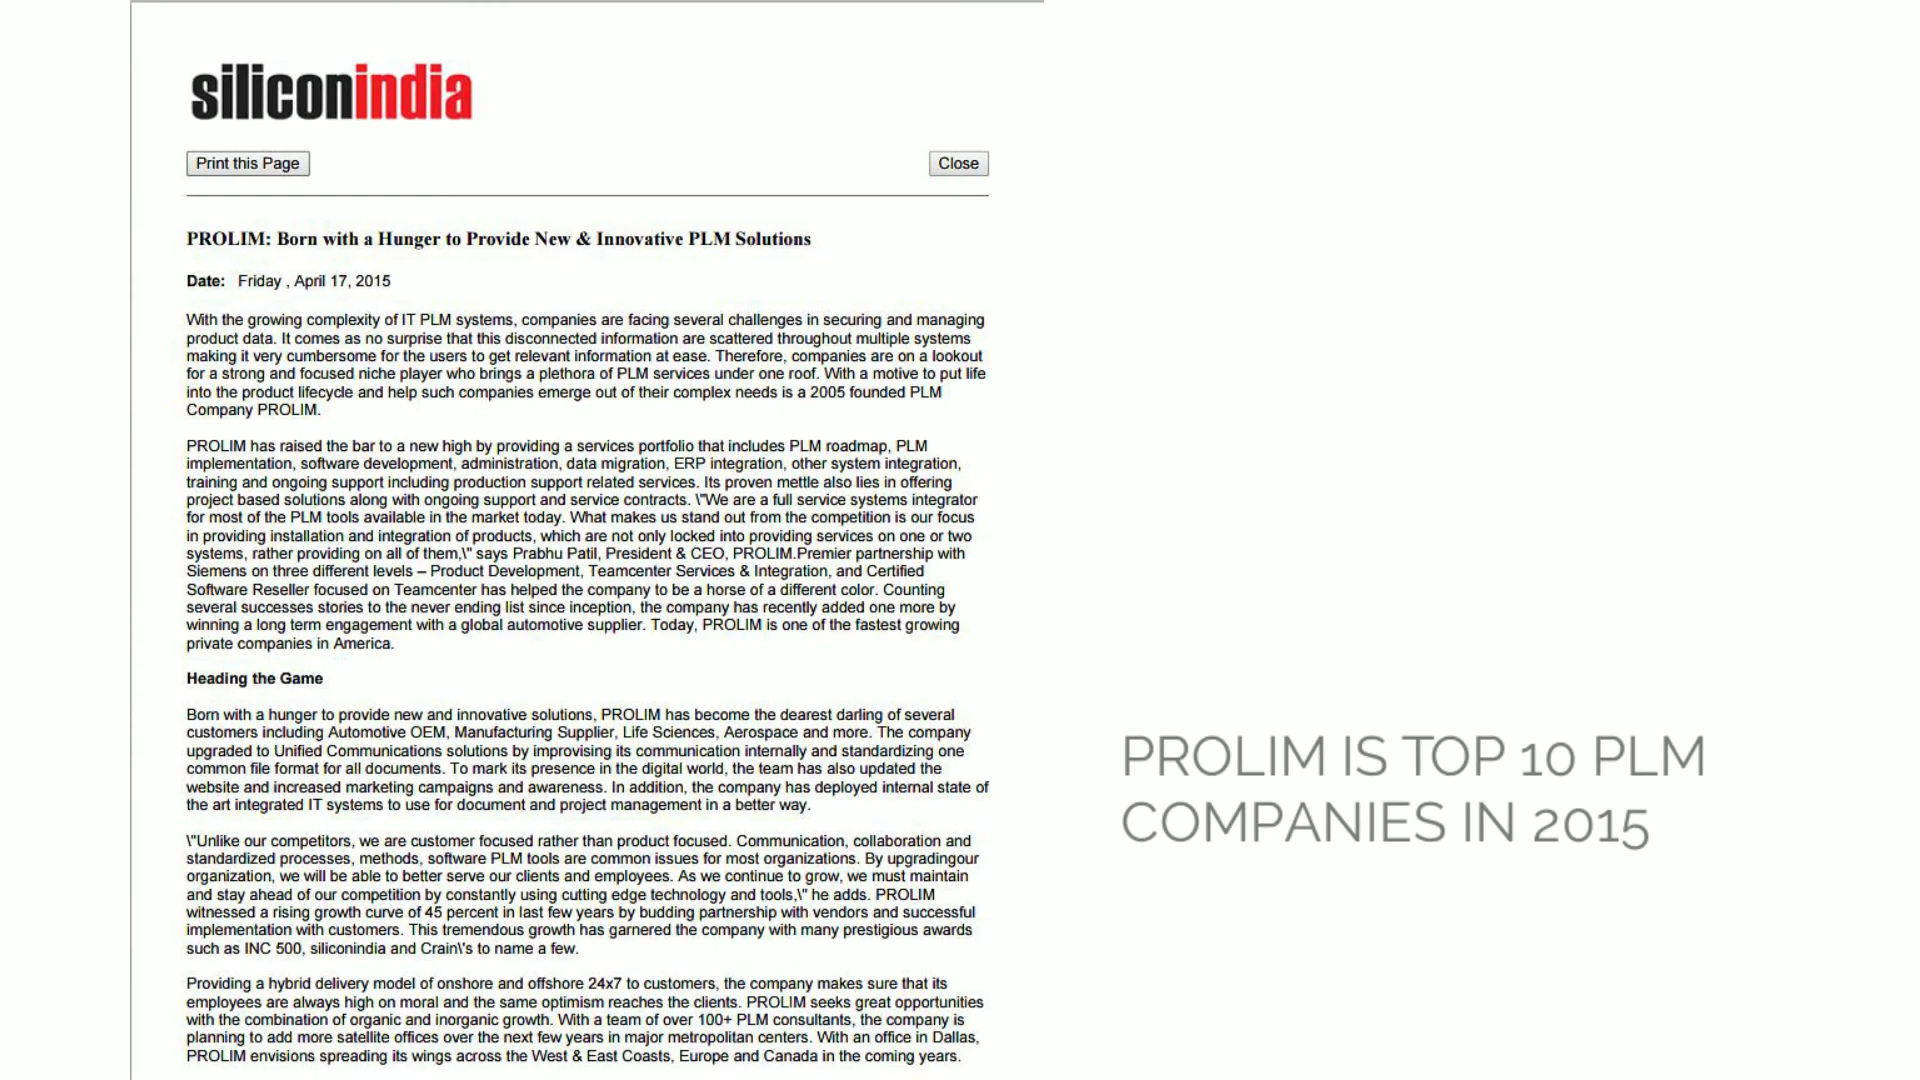 siliconindia
Print this Page
Close
PROLIM: Born with a Hunger to Provide New & Innovative PLM Solutions
Date: Friday , April 17, 2015
With the growing complexity of IT PLM systems, companies are facing several challenges in securing and managing
product data. It comes as no surprise that this disconnected information are scattered throughout multiple systems
making it very cumbersome for the users to get relevant information at ease. Therefore, companies are on a lookout
for a strong and focused niche player who brings a plethora of PLM services under one roof. With a motive to put life
into the product lifecycle and help such companies emerge out of their complex needs is a 2005 founded PLM
Company PROLIM.
PROLIM has raised the bar to a new high by providing a services portfolio that includes PLM roadmap, PLM
implementation, software development, administration, data migration, ERP integration, other system integration,
training and ongoing support including production support related services. Its proven mettle also lies in offering
project based solutions along with ongoing support and service contracts. \"We are a full service systems integrator
for most of the PLM tools available in the market today. What makes us stand out from the competition is our focus
in providing installation and integration of products, which are not only locked into providing services on one or two
systems, rather providing on all of them,\" says Prabhu Patil, President & CEO, PROLIM.Premier partnership with
Siemens on three different levels – Product Development, Teamcenter Services & Integration, and Certified
Software Reseller focused on Teamcenter has helped the company to be a horse of a different color. Counting
several successes stories to the never ending list since inception, the company has recently added one more by
winning a long term engagement with a global automotive supplier. Today, PROLIM is one of the fastest growing
private companies in America.
Heading the Game
Born with a hunger to provide new and innovative solutions, PROLIM has become the dearest darling of several
customers including Automotive OEM, Manufacturing Supplier, Life Sciences, Aerospace and more. The company
upgraded to Unified Communications solutions by improvising its communication internally and standardizing one
common file format for all documents. To mark its presence in the digital world, the team has also updated the
website and increased marketing campaigns and awareness. In addition, the company has deployed internal state of
the art integrated IT systems to use for document and project management in a better way.
\"Unlike our competitors, we are customer focused rather than product focused. Communication, collaboration and
standardized processes, methods, software PLM tools are common issues for most organizations. By upgradingour
organization, we will be able to better serve our clients and employees. As we continue to grow, we must maintain
and stay ahead of our competition by constantly using cutting edge technology and tools,\" he adds. PROLIM
witnessed a rising growth curve of 45 percent in last few years by budding partnership with vendors and successful
implementation with customers. This tremendous growth has garnered the company with many prestigious awards
such as INC 500, siliconindia and Crain\'s to name a few.
Providing a hybrid delivery model of onshore and offshore 24x7 to customers, the company makes sure that its
employees are always high on moral and the same optimism reaches the clients. PROLIM seeks great opportunities
with the combination of organic and inorganic growth. With a team of over 100+ PLM consultants, the company is
planning to add more satellite offices over the next few years in major metropolitan centers. With an office in Dallas,
PROLIM envisions spreading its wings across the West & East Coasts, Europe and Canada in the coming years.
PROLIM IS TOP 10 PLM
COMPANIES IN 2015